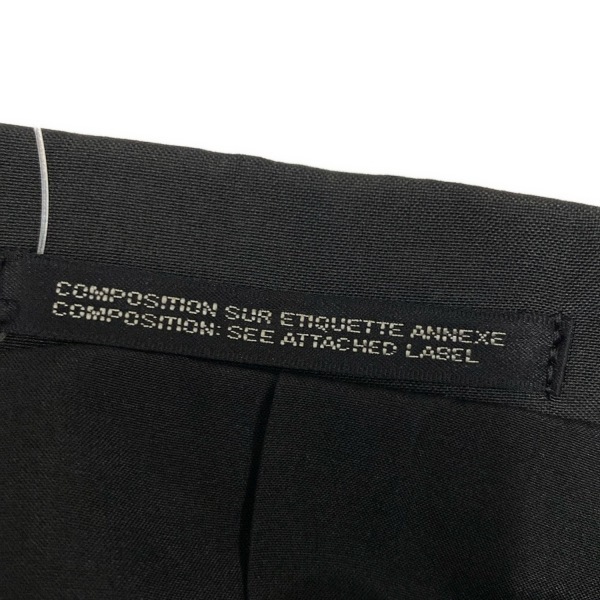 COMPOSITION SUR ETIQUETTE ANNEXE
COMPOSITION: SEE ATTACHED LABEL